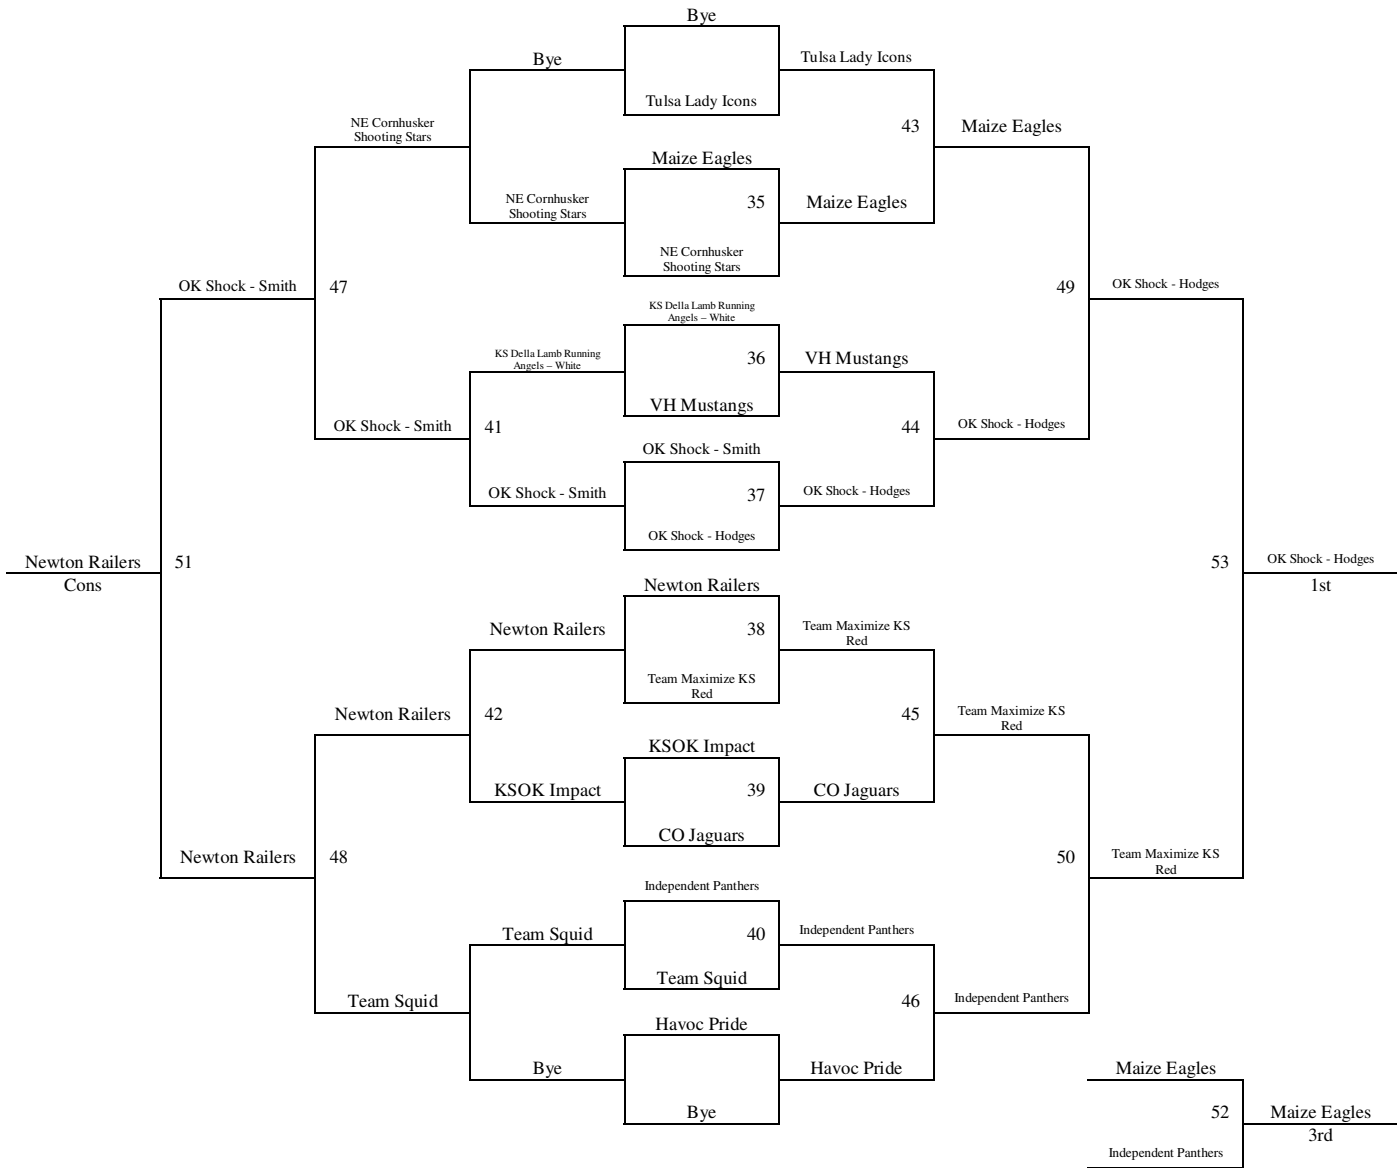 Bye
Bye
Tulsa Lady Icons
Tulsa Lady Icons
NE Cornhusker
Shooting Stars
43
Maize Eagles
Maize Eagles
NE Cornhusker
Shooting Stars
35
Maize Eagles
NE Cornhusker
Shooting Stars
OK Shock - Smith
47
49
OK Shock - Hodges
KS Della Lamb Running
Angels – White
KS Della Lamb Running
Angels – White
36
VH Mustangs
VH Mustangs
OK Shock - Smith
41
44
OK Shock - Hodges
OK Shock - Smith
OK Shock - Smith
37
OK Shock - Hodges
OK Shock - Hodges
Newton Railers
Cons
51
53
OK Shock - Hodges
1st
Newton Railers
Newton Railers
38
Team Maximize KS
Red
Team Maximize KS
Red
Newton Railers
42
45
Team Maximize KS
Red
KSOK Impact
KSOK Impact
39
CO Jaguars
CO Jaguars
Newton Railers
48
50
Team Maximize KS
Red
Independent Panthers
Team Squid
40
Independent Panthers
Team Squid
Team Squid
46
Independent Panthers
Havoc Pride
Bye
Havoc Pride
Bye
Maize Eagles
52
Maize Eagles
3rd
Independent Panthers